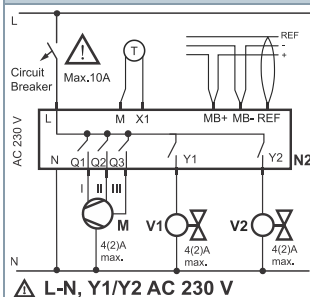 L
REF
-
+
Circuit
Breaker
Max.10A
T
AC 230 V
L
M
X1
MB+
MB-
REF
N
Q1
Q2
Q3
Y1
Y2
N2
I
II
III
M
V1
V2
4(2)A
max.
4(2)A
max.
4(2)A
max.
N
L-N, Y1/Y2 AC 230 V